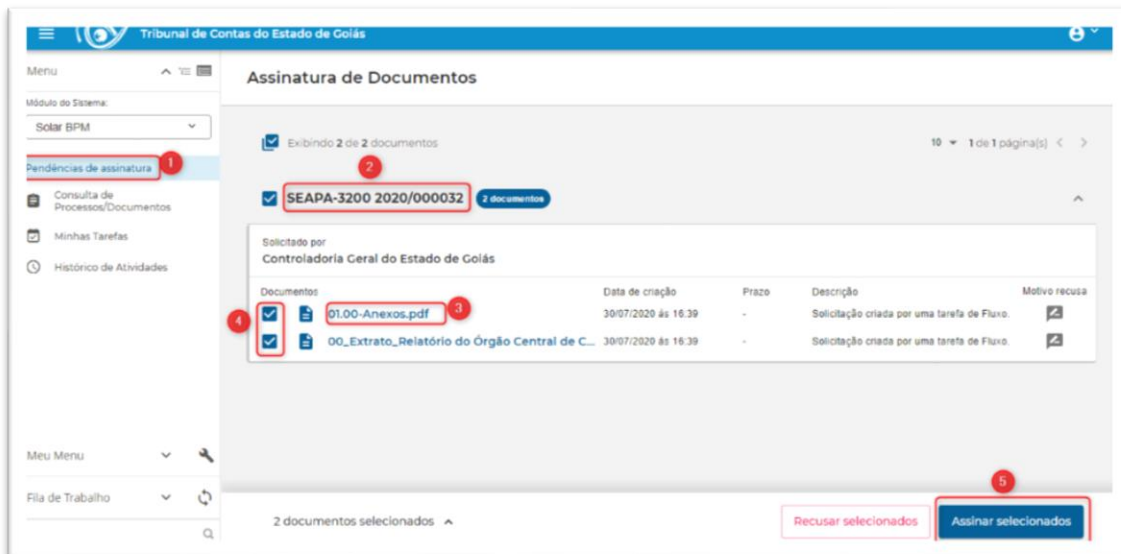 Tribunal de Contas do Estado de Goiás
Menu
Módulo do Sistema:
Solar BPM
Pendências de assinatura
1
Consulta de
Processos/Documentos
Minhas Tarefas
Histórico de Atividades
Meu Menu
Fila de Trabalho
Assinatura de Documentos
Exibindo 2 de 2 documentos
10
1 de 1 página(s)
2
SEAPA-3200 2020/000032
2 documentos
Solicitado por
Controladoria Geral do Estado de Goiás
Documentos
Data de criação
Prazo
Descrição
Motivo recusa
4
01.00-Anexos.pdf
3
30/07/2020 às 16:39
-
Solicitação criada por uma tarefa de Fluxo.
00_Extrato_Relatório do Órgão Central de C...
30/07/2020 às 16:39
-
Solicitação criada por uma tarefa de Fluxo.
5
2 documentos selecionados
Recusar selecionados
Assinar selecionados